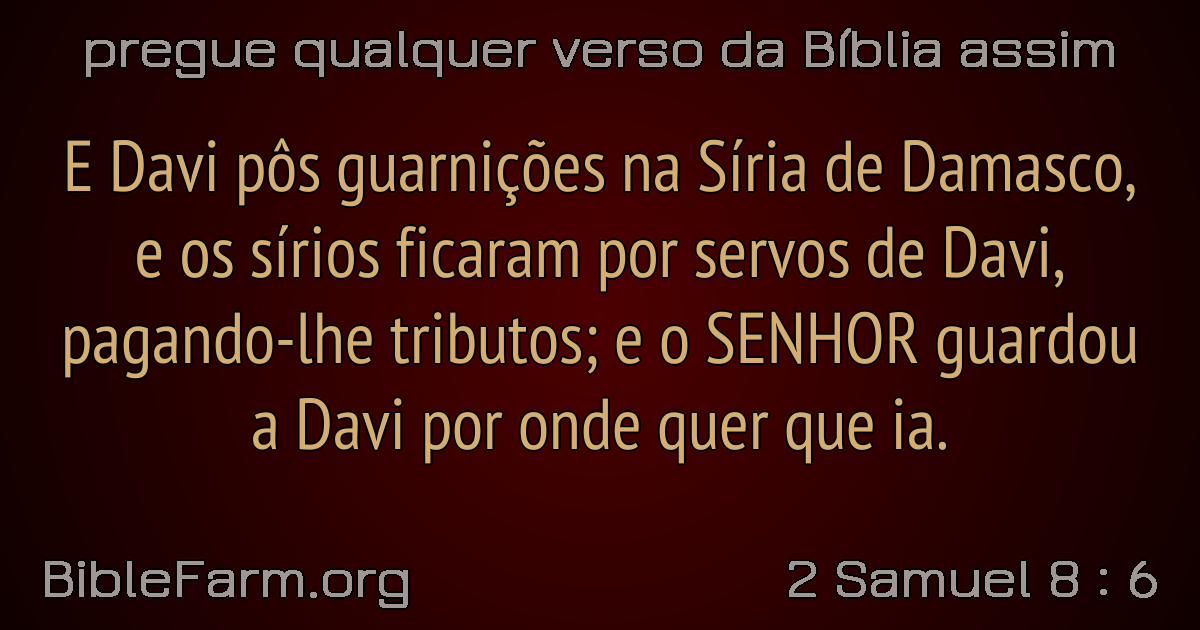 pregue qualquer verso da Bíblia assim
E Davi pôs guarnições na Síria de Damasco,
e os sírios ficaram por servos de Davi,
pagando-lhe tributos; e o SENHOR guardou
a Davi por onde quer que ia.
BibleFarm.org
2 Samuel 8 : 6